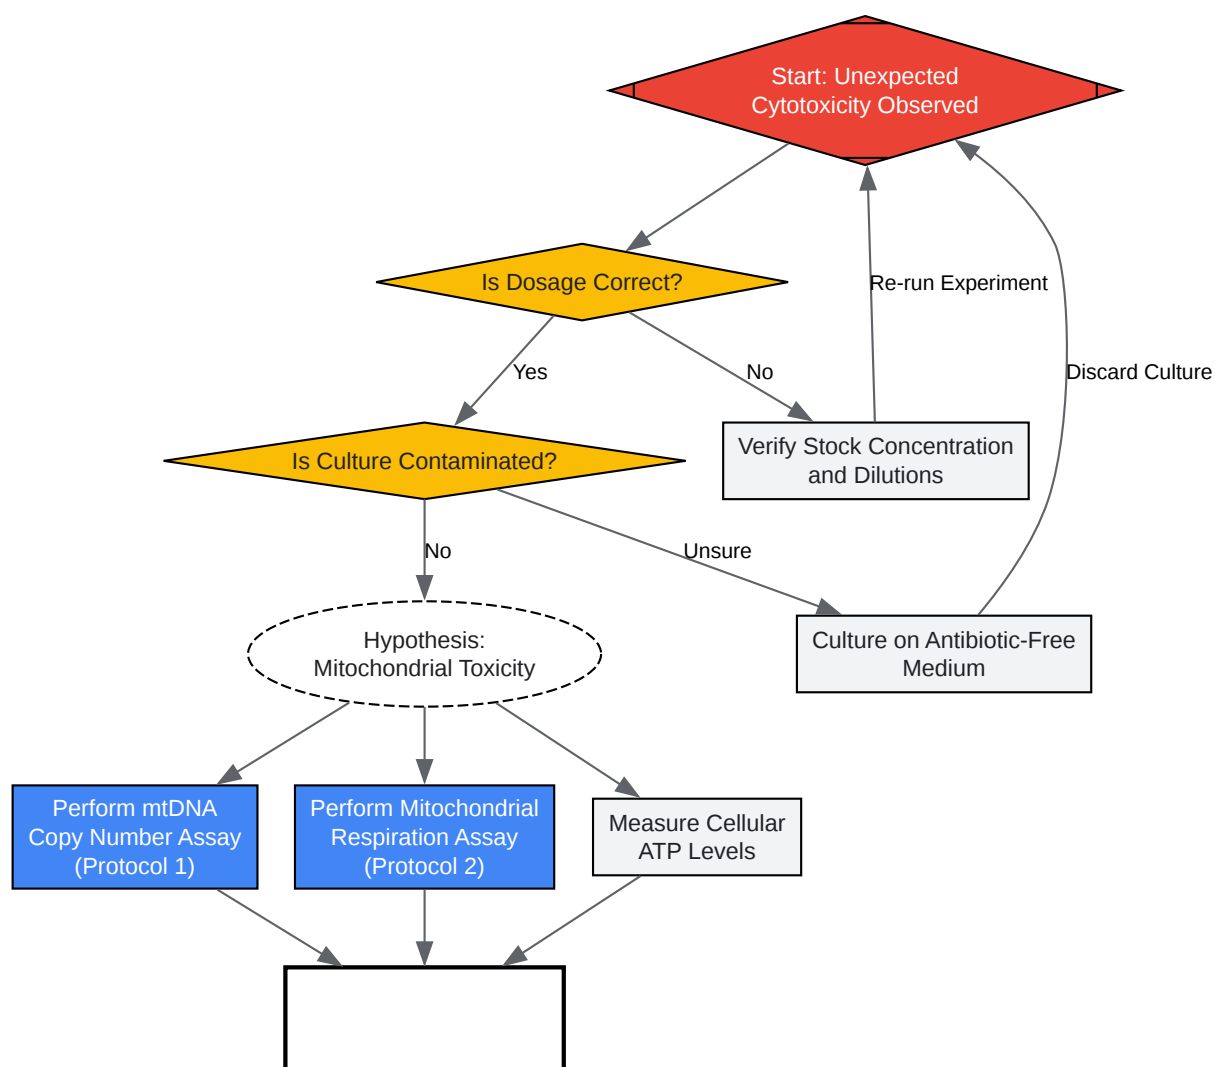 Start: Unexpected
Cytotoxicity Observed
Is Dosage Correct?
Re-run Experiment
Yes
No
Discard Culture
Is Culture Contaminated?
Verify Stock Concentration
and Dilutions
No
Unsure
Hypothesis:
Mitochondrial Toxicity
Culture on Antibiotic-Free
Medium
Perform mtDNA
Copy Number Assay
(Protocol 1)
Perform Mitochondrial
Respiration Assay
(Protocol 2)
Measure Cellular
ATP Levels